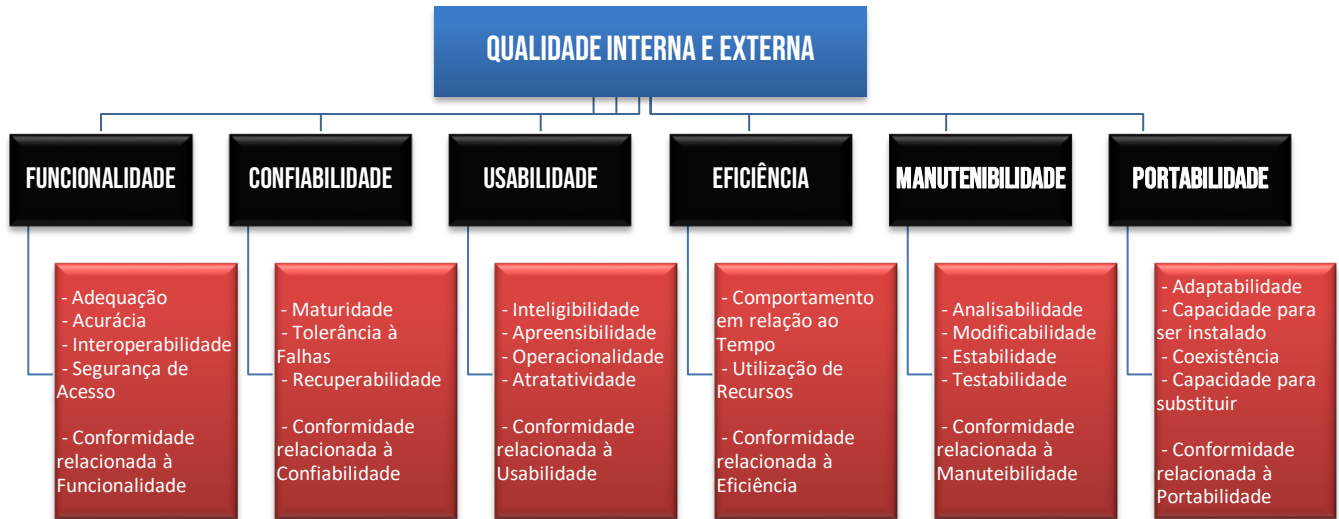 QUALIDADE INTERNA E EXTERNA
FUNCIONALIDADE
CONFIABILIDADE
USABILIDADE
EFICIÊNCIA
MANUTENIBILIDADE
PORTABILIDADE
- Adequação
- Acurácia
- Interoperabilidade
- Segurança de
Acesso
- Conformidade
relacionada à
Funcionalidade
- Maturidade
- Tolerância à
Falhas
- Recuperabilidade
- Conformidade
relacionada à
Confiabilidade
- Inteligibilidade
- Apreensibilidade
- Operacionalidade
- Atratatividade
- Conformidade
relacionada à
Usabilidade
- Comportamento
em relação ao
Tempo
- Utilização de
Recursos
- Conformidade
relacionada à
Eficiência
- Analisabilidade
- Modificabilidade
- Estabilidade
- Testabilidade
- Conformidade
relacionada à
Manuteibilidade
- Adaptabilidade
- Capacidade para
ser instalado
- Coexistência
- Capacidade para
substituir
- Conformidade
relacionada à
Portabilidade